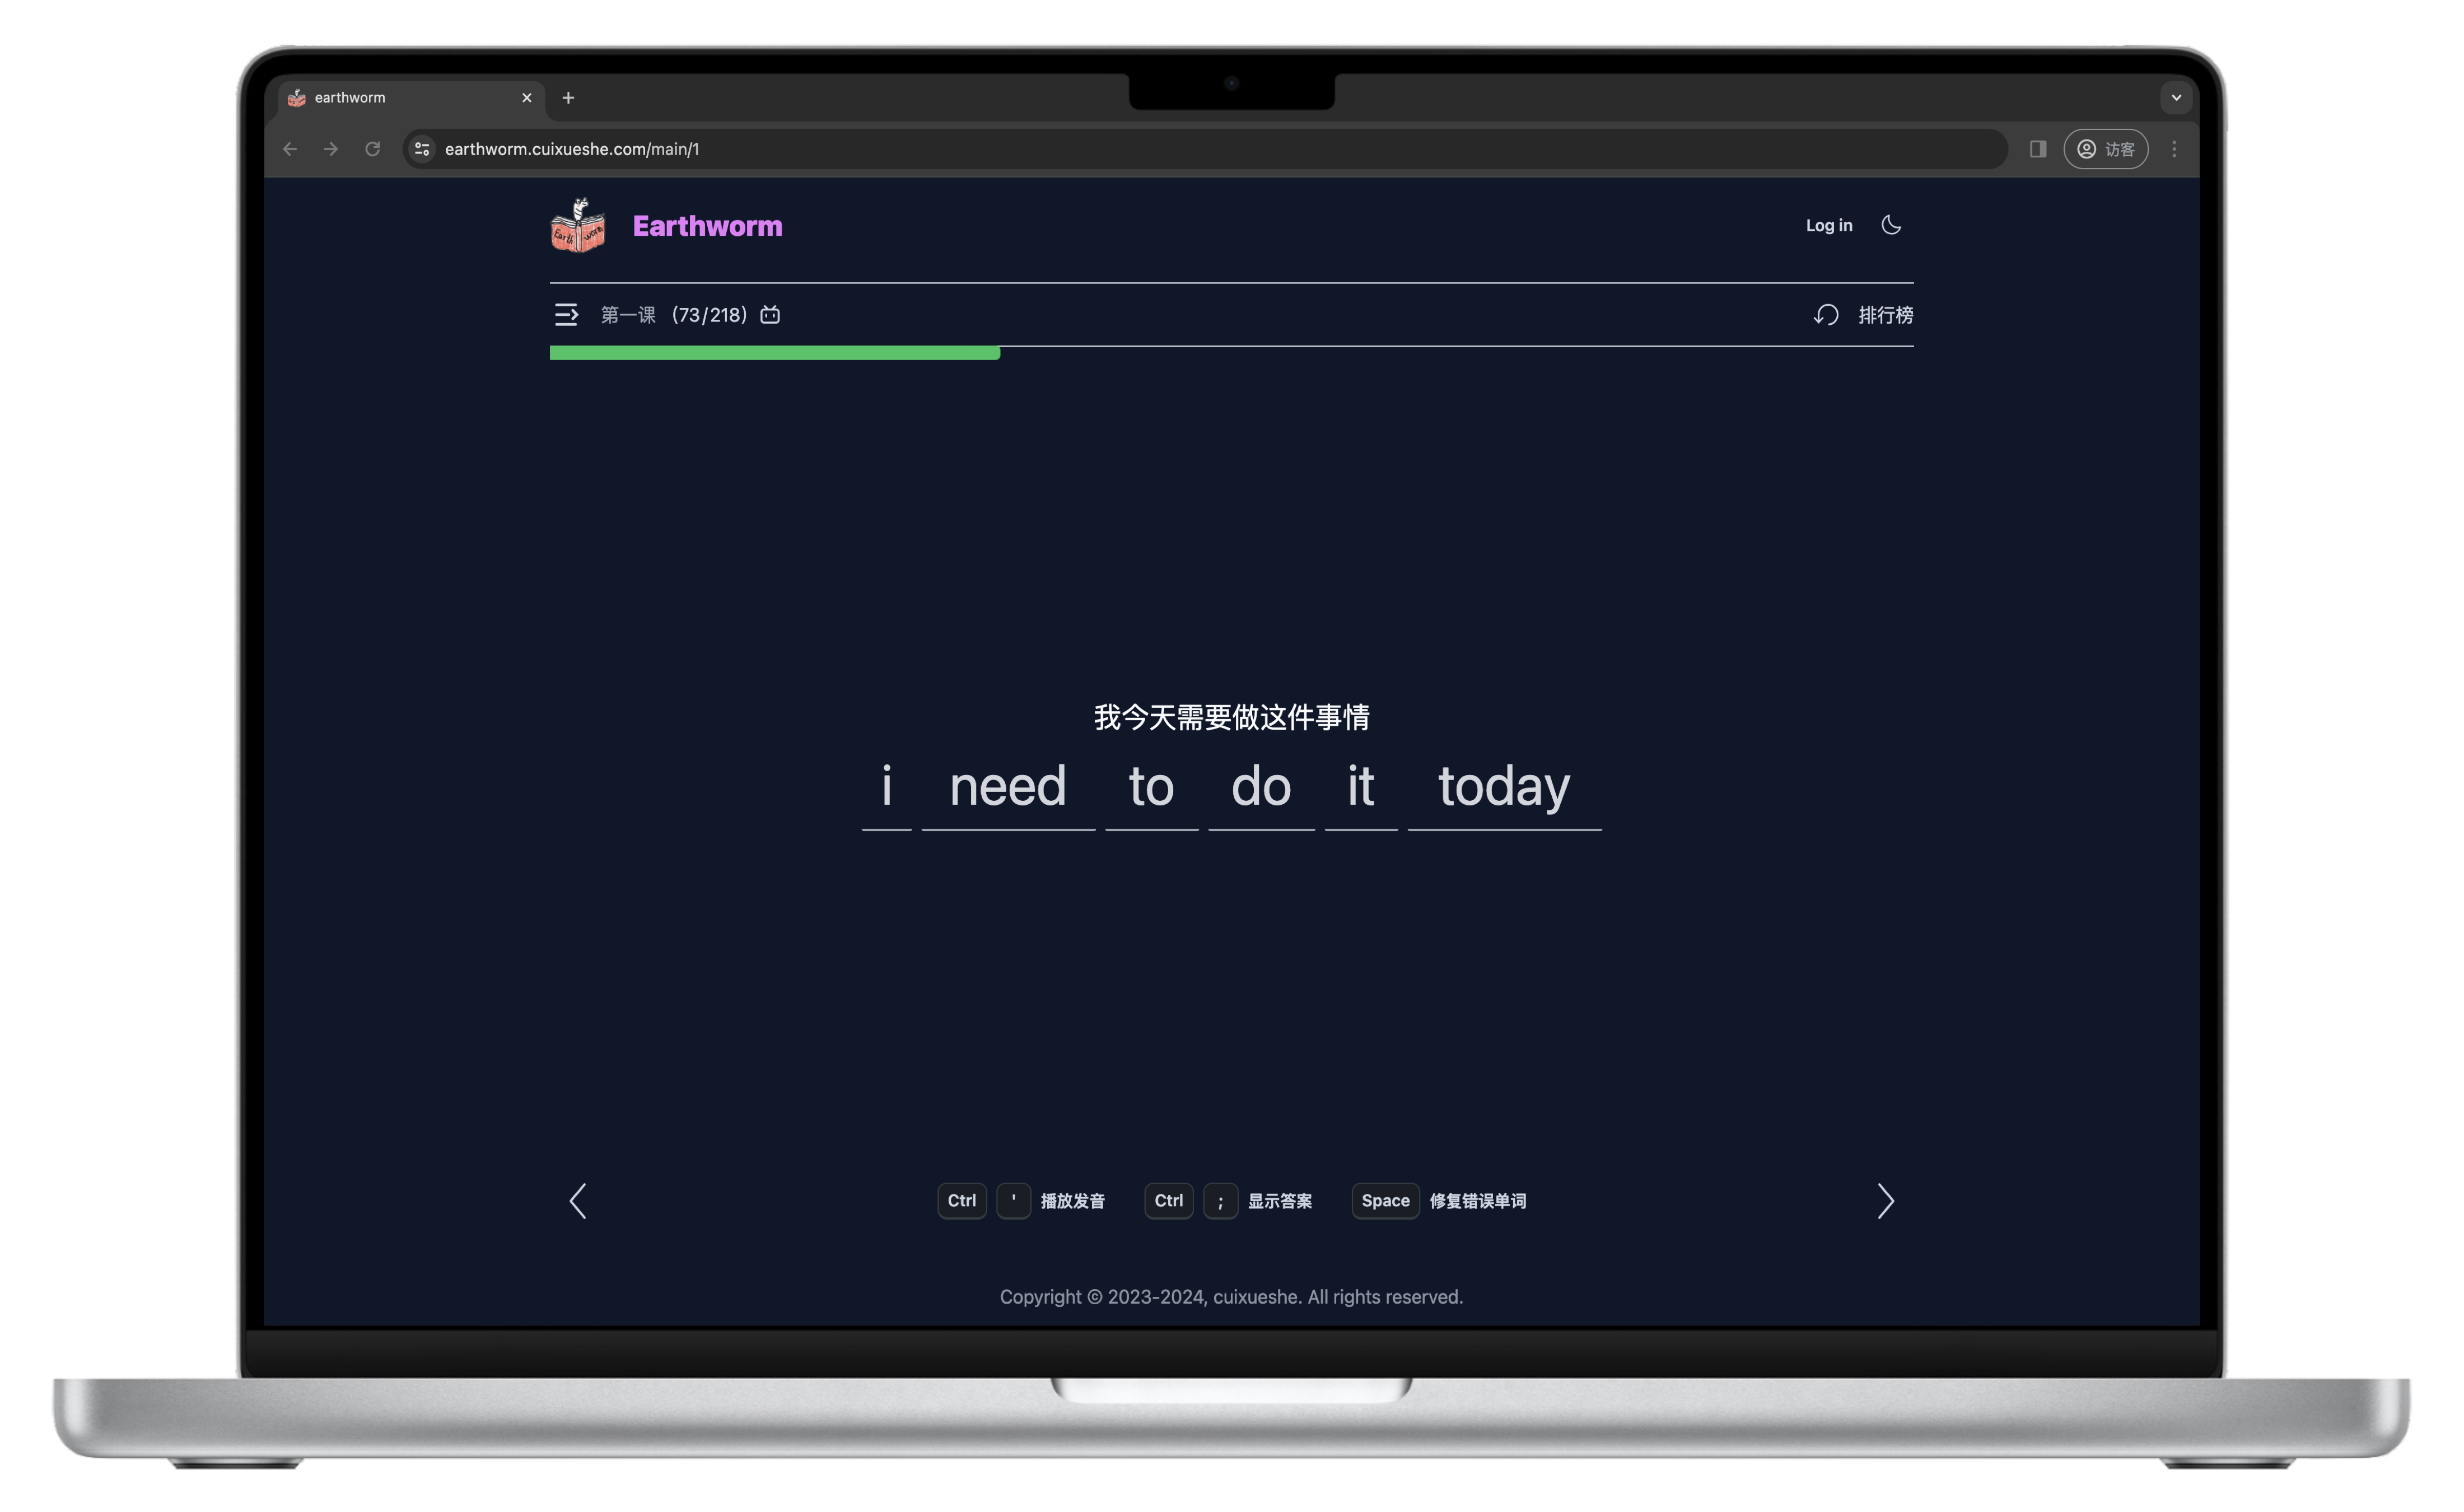 earthworm
earthworm.cuixueshe.com/main/1
访客
Earth worm
Earthworm
Log in
第一课 (73/218)
排行榜
我今天需要做这件事情
i need to do it today
Ctrl ' 播放发音 Ctrl ; 显示答案 Space 修复错误单词
Copyright © 2023-2024, cuixueshe. All rights reserved.